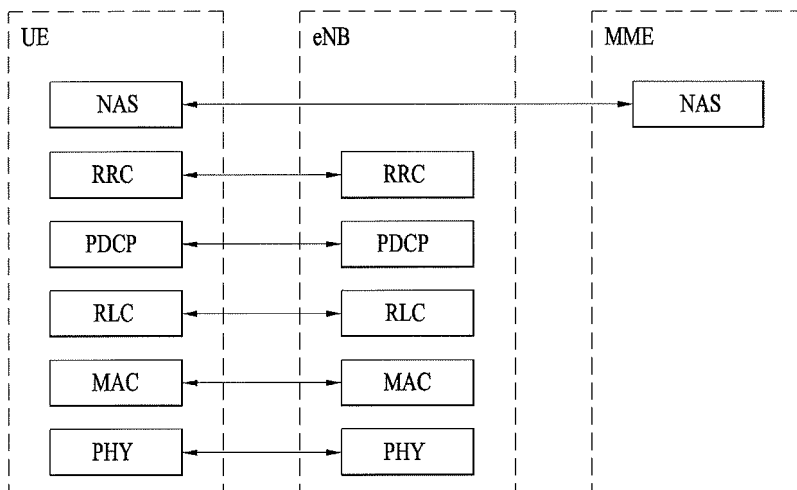 UE
eNB
MME
NAS
NAS
RRC
RRC
PDCP
PDCP
RLC
RLC
MAC
MAC
PHY
PHY